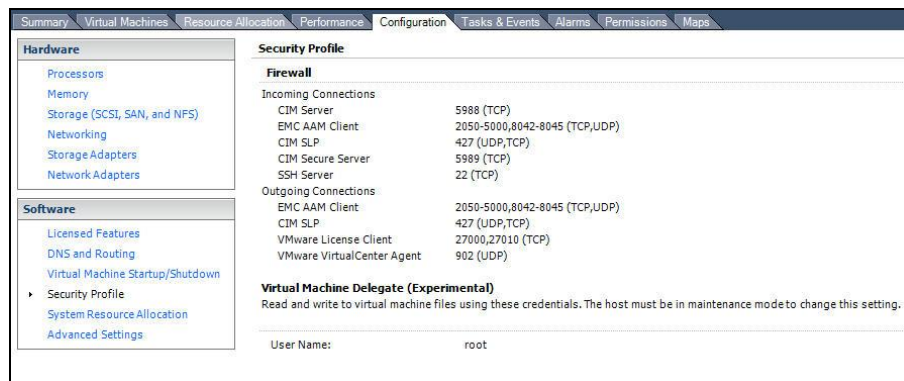 Summary Virtual Machines Resource Allocation Performance Configuration Tasks & Events Alarms Permissions Maps
Hardware
Processors
Memory
Storage (SCSI, SAN, and NFS)
Networking
Storage Adapters
Network Adapters
Software
Licensed Features
DNS and Routing
Virtual Machine Startup/Shutdown
Security Profile
System Resource Allocation
Advanced Settings
Security Profile
Firewall
Incoming Connections
CIM Server 5988 (TCP)
EMC AAM Client 2050-5000,8042-8045 (TCP,UDP)
CIM SLP 427 (UDP,TCP)
CIM Secure Server 5989 (TCP)
SSH Server 22 (TCP)
Outgoing Connections
EMC AAM Client 2050-5000,8042-8045 (TCP,UDP)
CIM SLP 427 (UDP,TCP)
VMware License Client 27000,27010 (TCP)
VMware VirtualCenter Agent 902 (UDP)
Virtual Machine Delegate (Experimental)
Read and write to virtual machine files using these credentials. The host must be in maintenance mode to change this setting.
User Name: root